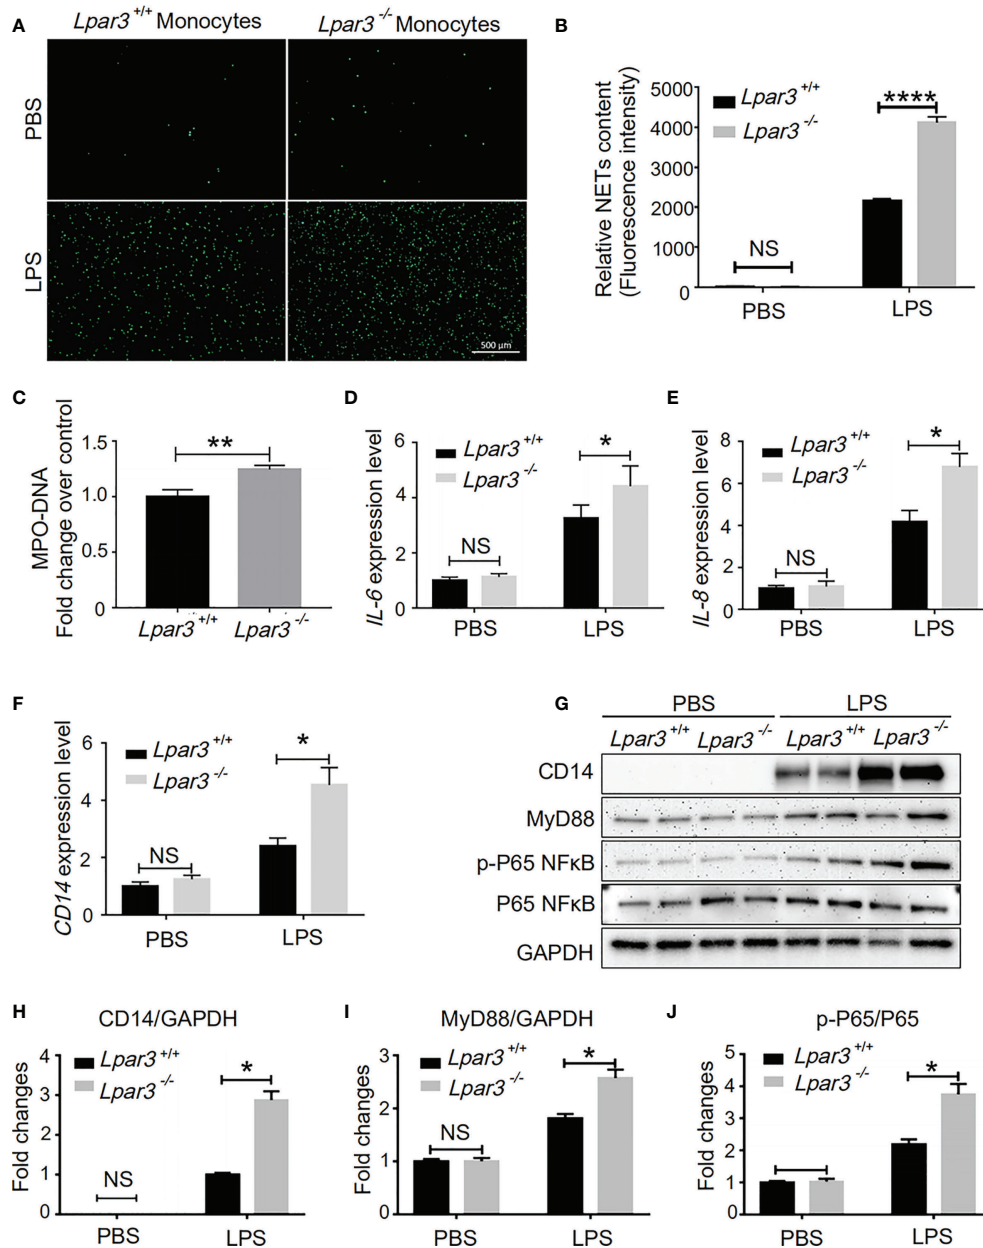 A
Lpar3 +/+ Monocytes
Lpar3 -/- Monocytes
PBS
LPS
500 µm
B
Relative NETs content
(Fluorescence intensity)
5000
4000
3000
2000
1000
0
Lpar3 +/+
Lpar3 -/-
****
NS
PBS
LPS
C
MPO-DNA
Fold change over control
1.5
1.0
0.5
0
**
Lpar3 +/+
Lpar3 -/-
D
IL-6 expression level
6
4
2
0
Lpar3 +/+
Lpar3 -/-
*
NS
PBS
LPS
E
IL-8 expression level
8
6
4
2
0
Lpar3 +/+
Lpar3 -/-
*
NS
PBS
LPS
F
CD14 expression level
6
4
2
0
Lpar3 +/+
Lpar3 -/-
*
NS
PBS
LPS
G
PBS
LPS
Lpar3 +/+ Lpar3 -/- Lpar3 +/+ Lpar3 -/-
CD14
MyD88
p-P65 NFκB
P65 NFκB
GAPDH
H
CD14/GAPDH
Fold changes
4
3
2
1
0
Lpar3 +/+
Lpar3 -/-
*
NS
PBS
LPS
I
MyD88/GAPDH
Fold changes
3
2
1
0
Lpar3 +/+
Lpar3 -/-
*
NS
PBS
LPS
J
p-P65/P65
Fold changes
5
4
3
2
1
0
Lpar3 +/+
Lpar3 -/-
*
PBS
LPS